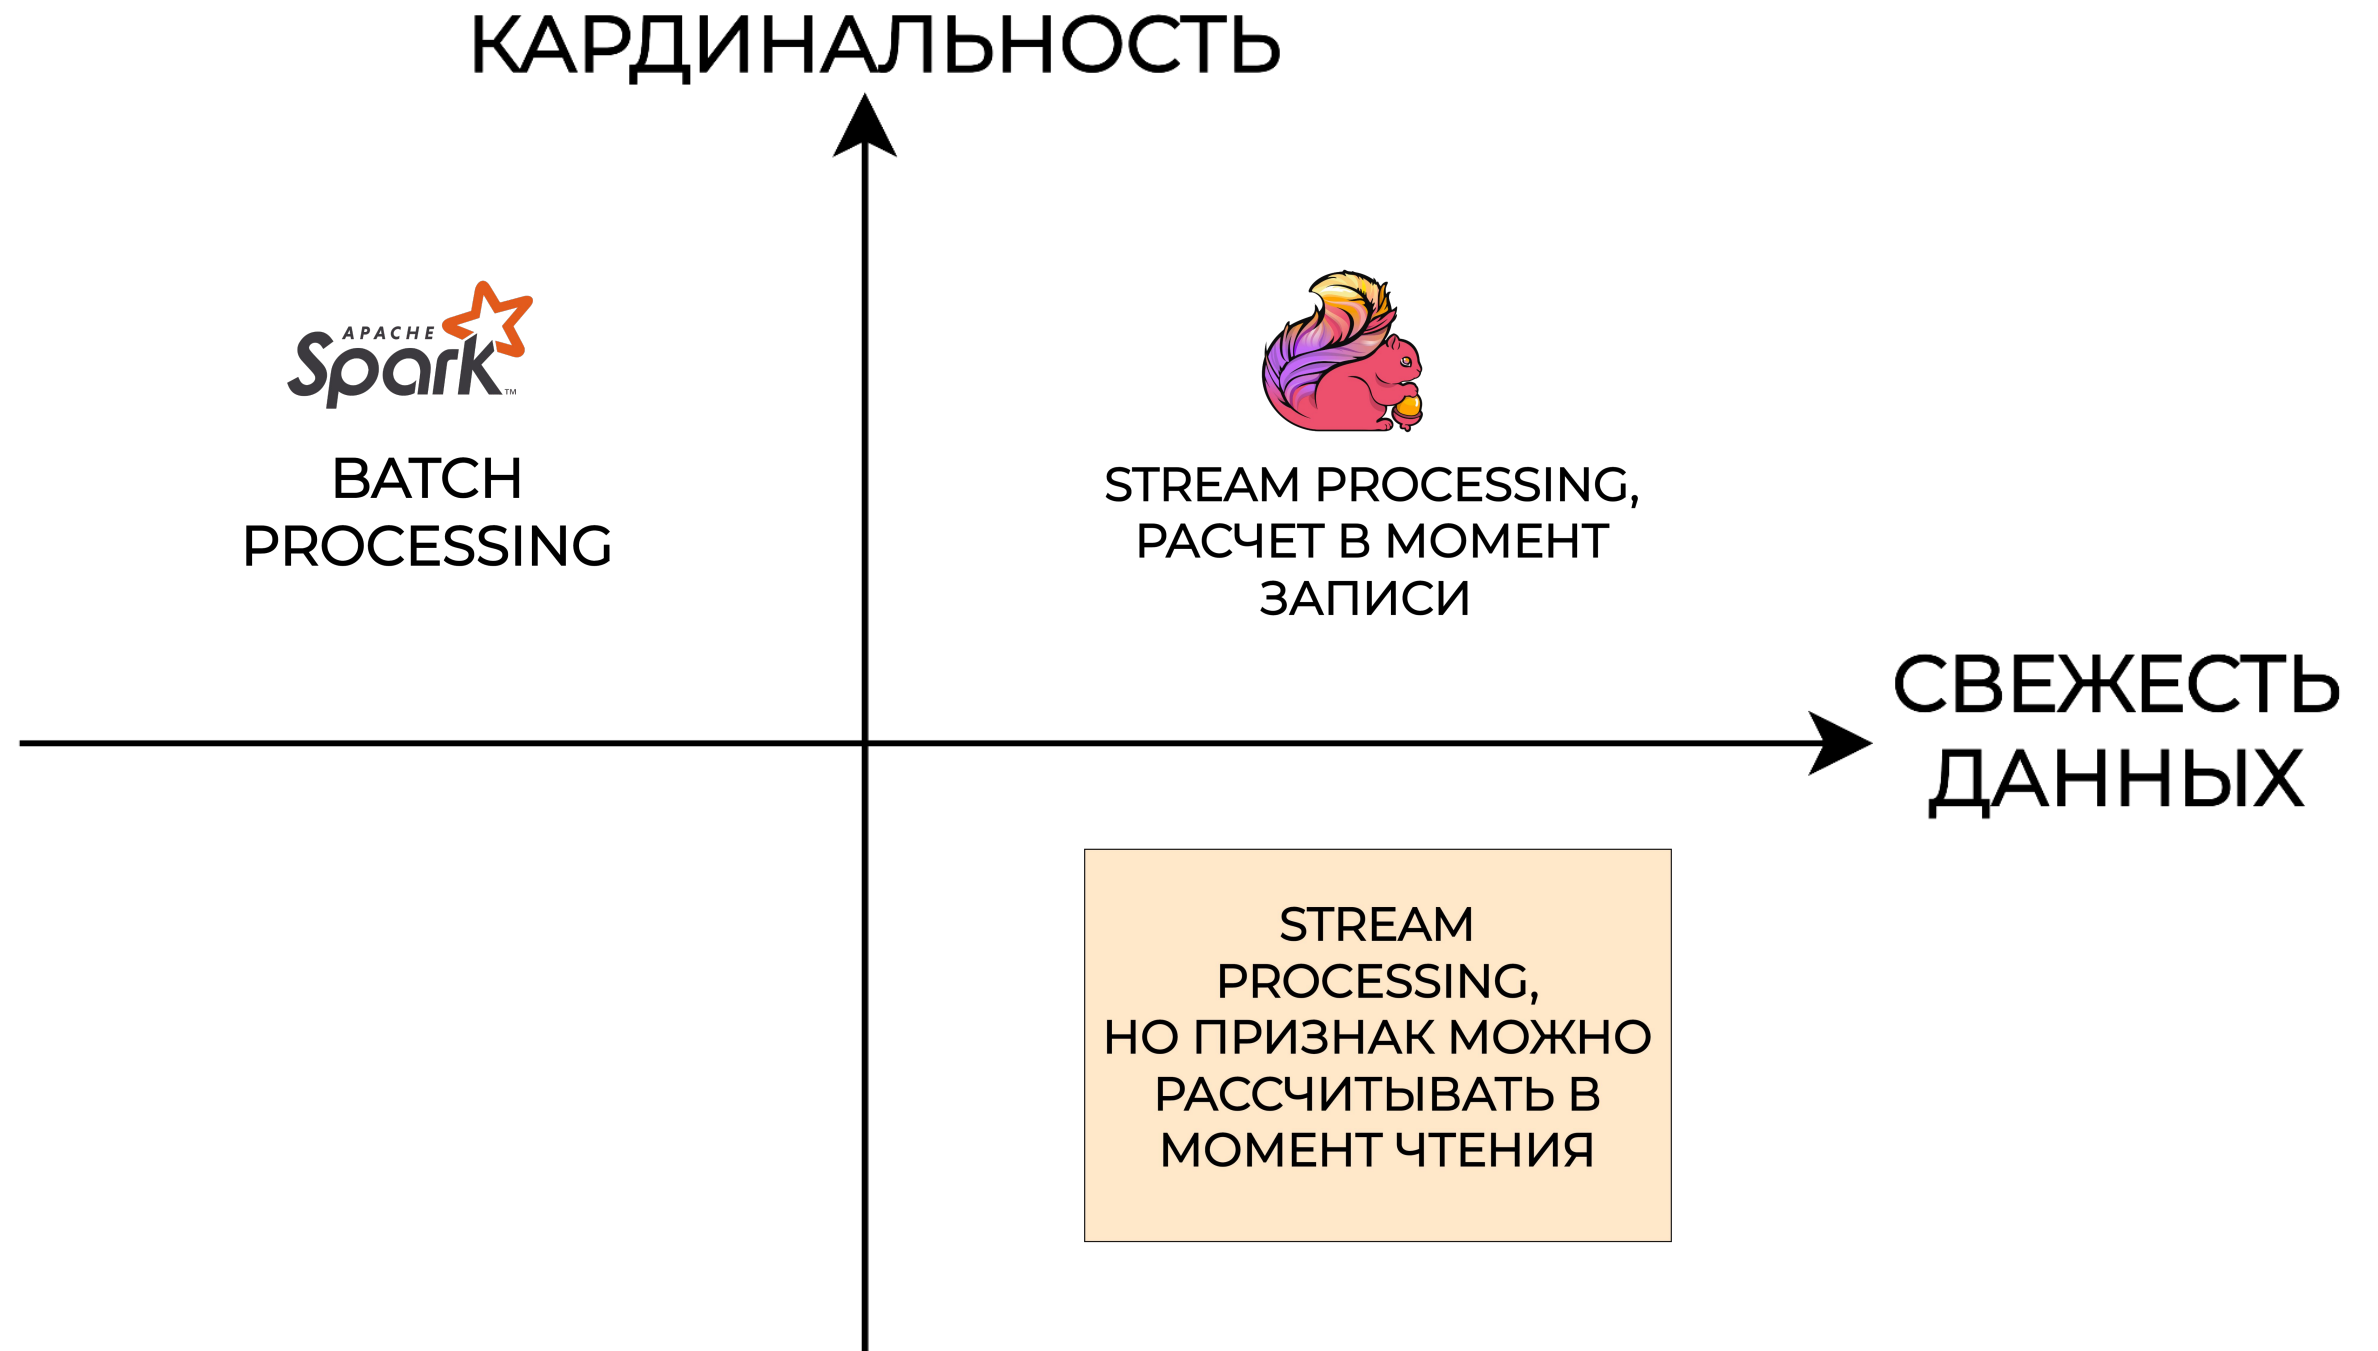 КАРДИНАЛЬНОСТЬ
APACHE
Spark™
BATCH
PROCESSING
STREAM PROCESSING,
РАСЧЕТ В МОМЕНТ
ЗАПИСИ
СВЕЖЕСТЬ
ДАННЫХ
STREAM
PROCESSING,
НО ПРИЗНАК МОЖНО
РАССЧИТЫВАТЬ В
МОМЕНТ ЧТЕНИЯ